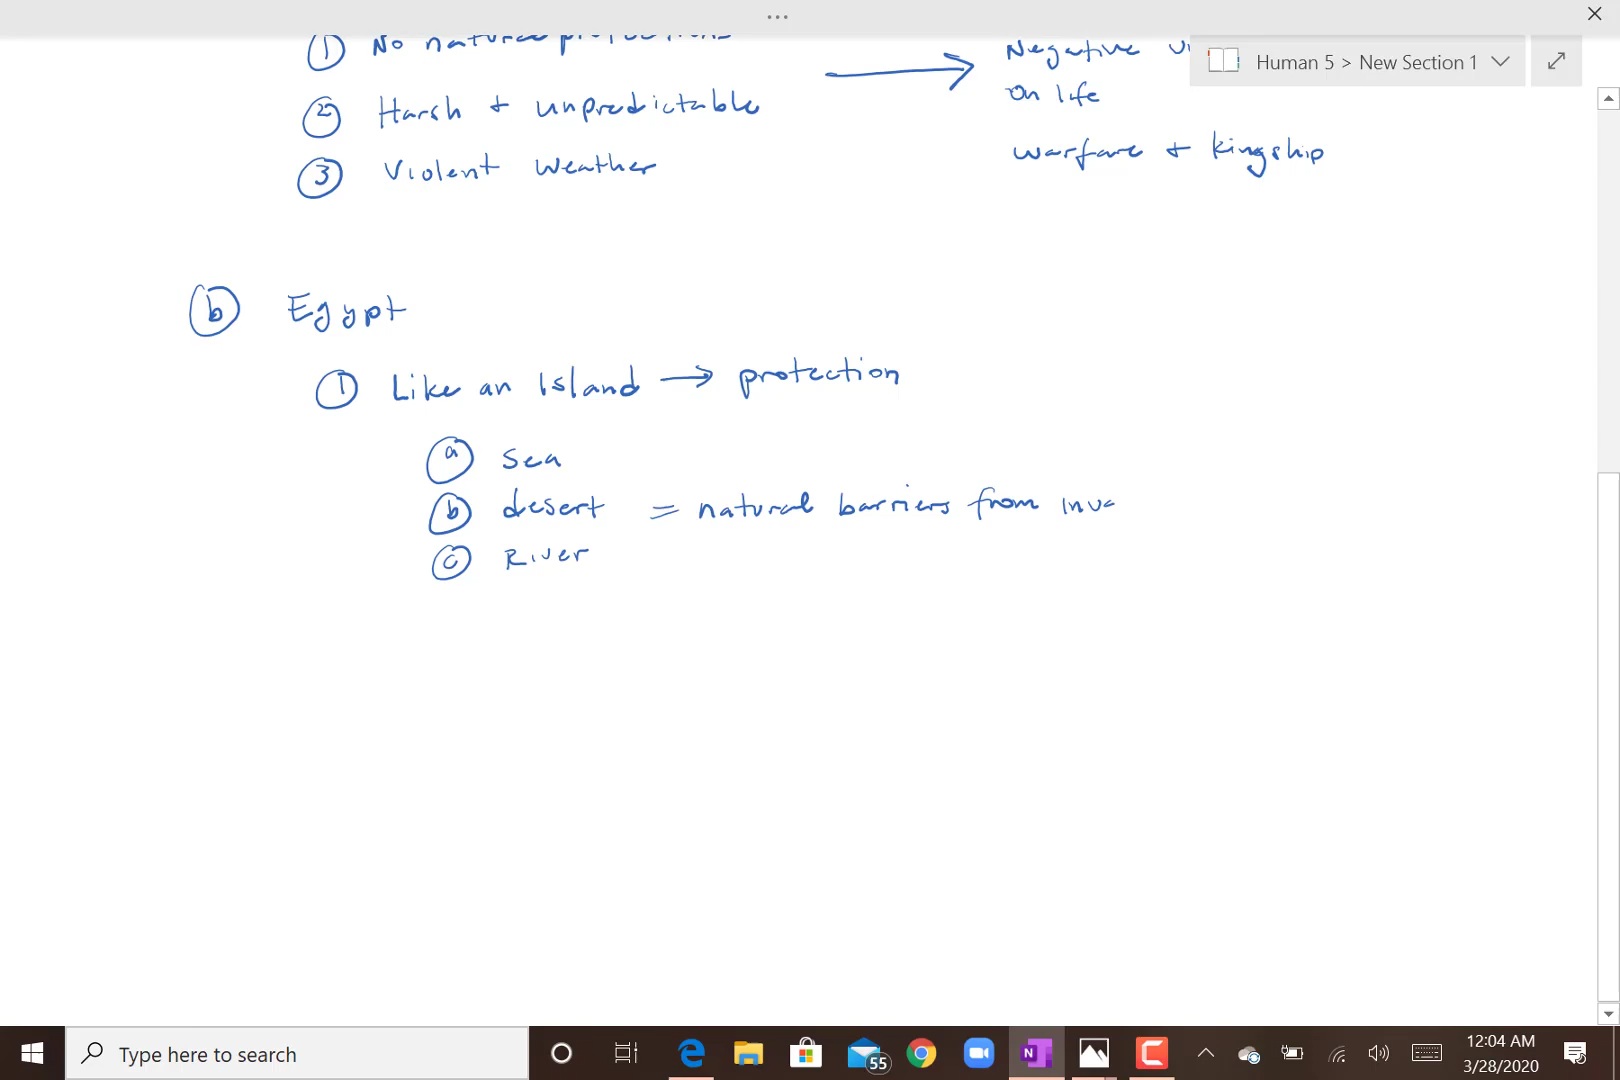 ① No natural protections
Negative
Human 5 > New Section 1
on life
② Harsh + unpredictable
warfare + kingship
③ Violent Weather
ⓑ Egypt
① Like an Island → protection
ⓐ Sea
ⓑ desert = natural barriers from inva
ⓒ River
Type here to search
55
12:04 AM
3/28/2020